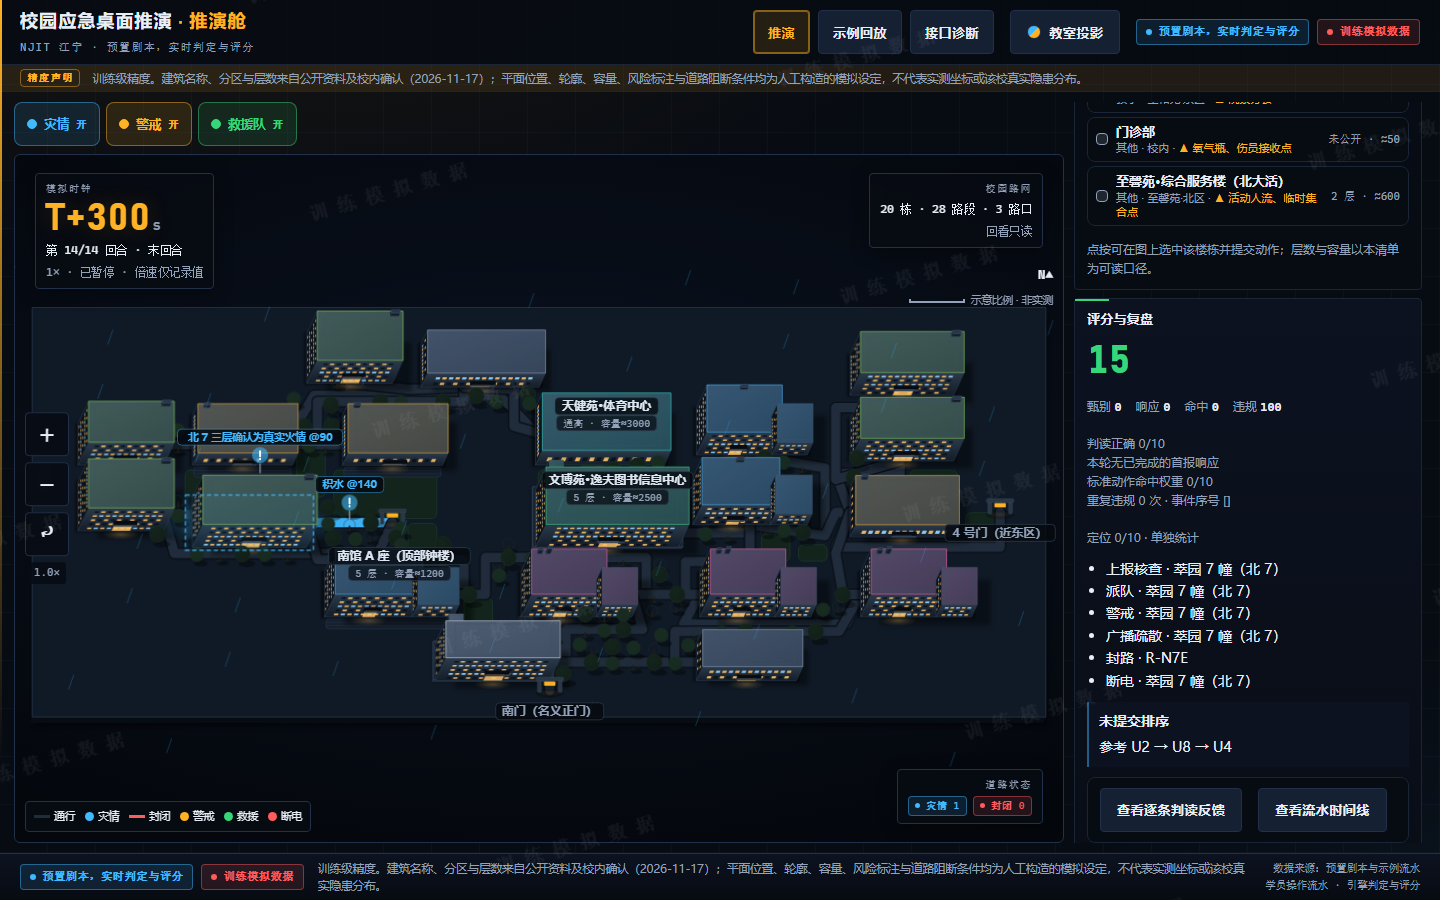 校园应急桌面推演 · 推演舱
NJIT 江宁 · 预置剧本，实时判定与评分
推演
示例回放
接口诊断
教室投影
预置剧本，实时判定与评分
训练模拟数据
精度声明
训练级精度。建筑名称、分区与层数来自公开资料及校内确认（2026-11-17）；平面位置、轮廓、容量、风险标注与道路阻断条件均为人工构造的模拟设定，不代表实测坐标或该校真实隐患分布。
灾情 开
警戒 开
救援队 开
模拟时钟
T+300s
第 14/14 回合 · 末回合
1× · 已暂停 · 倍速仅记录值
校园路网
20 栋 · 28 路段 · 3 路口
回看只读
N▲
示意比例 · 非实测
天健苑·体育中心
通高 · 容量≈3000
北 7 三层确认为真实火情 @90
积水 @140
文博苑·逸夫图书信息中心
5 层 · 容量≈2500
4 号门（近东区）
南馆 A 座（顶部钟楼）
5 层 · 容量≈1200
南门（名义正门）
+
−
1.0×
道路状态
灾情 1
封闭 0
通行
灾情
封闭
警戒
救援
断电
门诊部
其他 · 校内 · ▲ 氧气瓶、伤员接收点
未公开 · ≈50
至馨苑·综合服务楼（北大活）
其他 · 至馨苑·北区 · ▲ 活动人流、临时集合点
2 层 · ≈600
点按可在图上选中该楼栋并提交动作；层数与容量以本清单
为可读口径。
评分与复盘
15
甄别 0 响应 0 命中 0 违规 100
判读正确 0/10
本轮无已完成的首报响应
标准动作命中权重 0/10
重复违规 0 次 · 事件序号 []
定位 0/10 · 单独统计
上报核查 · 萃园 7 幢（北 7）
派队 · 萃园 7 幢（北 7）
警戒 · 萃园 7 幢（北 7）
广播疏散 · 萃园 7 幢（北 7）
封路 · R-N7E
断电 · 萃园 7 幢（北 7）
未提交排序
参考 U2 → U8 → U4
查看逐条判读反馈
查看流水时间线
预置剧本，实时判定与评分
训练模拟数据
训练级精度。建筑名称、分区与层数来自公开资料及校内确认（2026-11-17）；平面位置、轮廓、容量、风险标注与道路阻断条件均为人工构造的模拟设定，不代表实测坐标或该校真
实隐患分布。
数据来源：预置剧本与示例流水
学员操作流水 · 引擎判定与评分